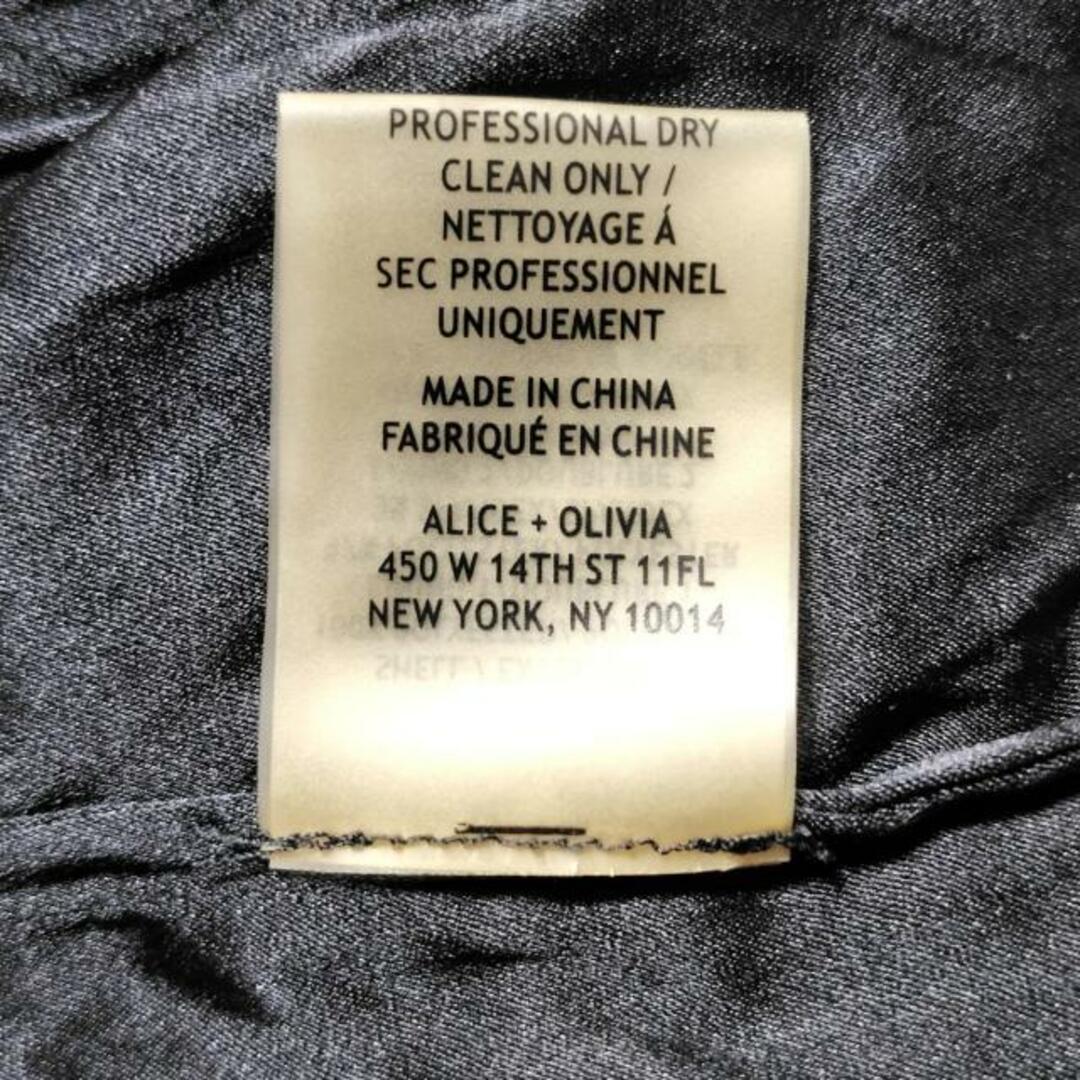 PROFESSIONAL DRY
CLEAN ONLY /
NETTOYAGE Á
SEC PROFESSIONNEL
UNIQUEMENT
MADE IN CHINA
FABRIQUÉ EN CHINE
ALICE + OLIVIA
450 W 14TH ST 11FL
NEW YORK, NY 10014
SHELL /